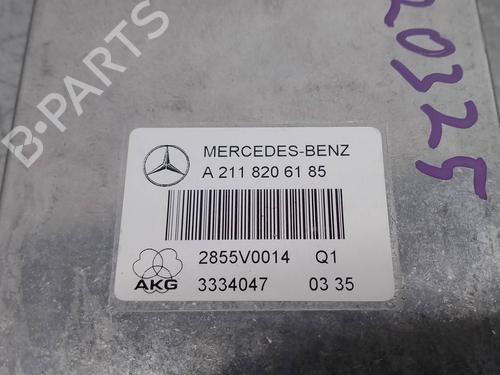 B-PARTS
20325
MERCEDES-BENZ
A 211 820 61 85
2855V0014 Q1
AKG 3334047 03 35